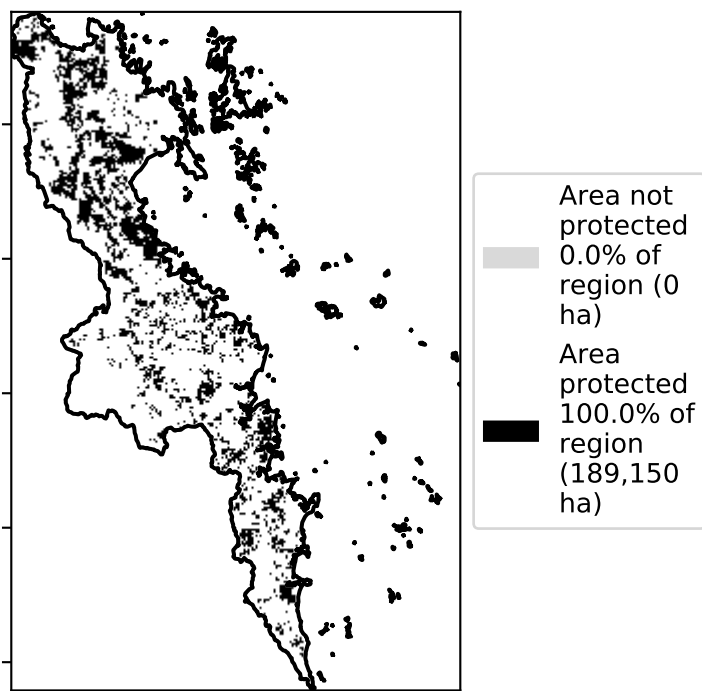 Area not
protected
0.0% of
region (0
ha)
Area
protected
100.0% of
region
(189,150
ha)